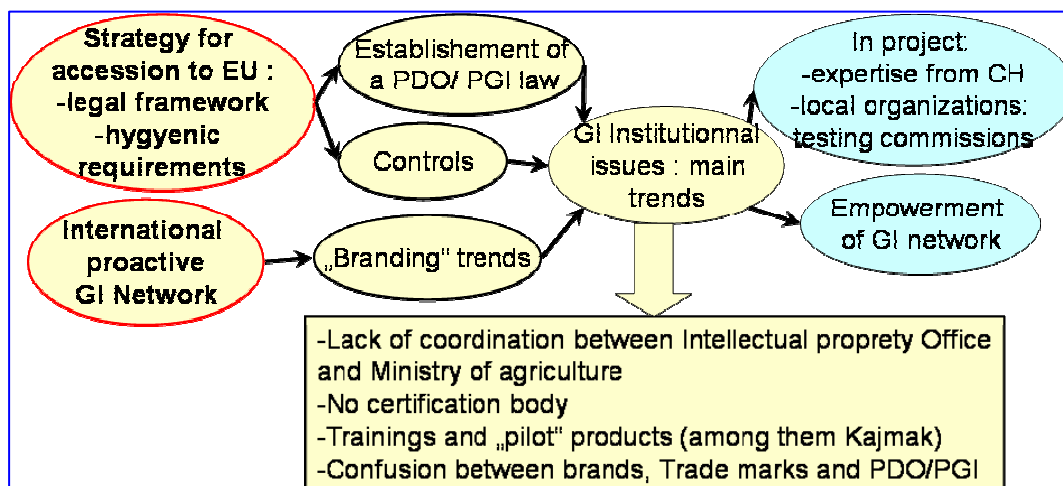 Strategy for
accession to EU :
-legal framework
-hygyenic
requirements
Establishement of
a PDO/ PGI law
Controls
International
proactive
GI Network
„Branding" trends
GI Institutionnal
issues : main
trends
In project:
-expertise from CH
-local organizations:
testing commissions
Empowerment
of GI network
-Lack of coordination between Intellectual proprety Office
and Ministry of agriculture
-No certification body
-Trainings and „pilot" products (among them Kajmak)
-Confusion between brands, Trade marks and PDO/PGI